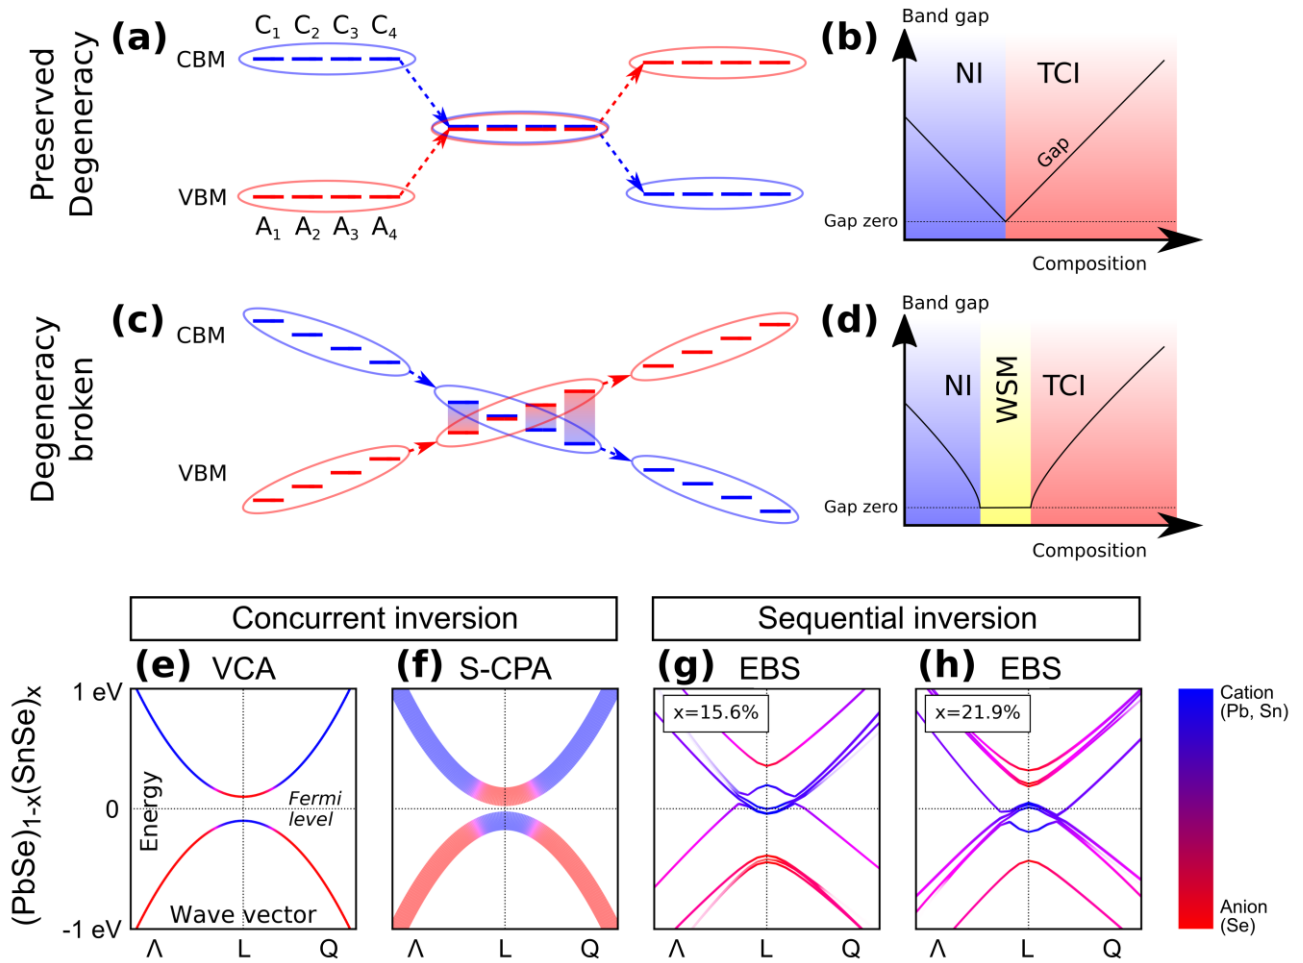 Preserved
Degeneracy
(a)
C1 C2 C3 C4
CBM
VBM
A1 A2 A3 A4
(b)
Band gap
NI
TCI
Gap
Gap zero
Composition
Degeneracy
broken
(c)
CBM
VBM
(d)
Band gap
NI
WSM
TCI
Gap zero
Composition
Concurrent inversion
Sequential inversion
(e) VCA
(f) S-CPA
(g) EBS
(h) EBS
(PbSe)1-x(SnSe)x
1 eV
0
-1 eV
Energy
Fermi
level
Wave vector
x=15.6%
x=21.9%
Λ L Q
Λ L Q
Λ L Q
Λ L Q
Cation
(Pb, Sn)
Anion
(Se)